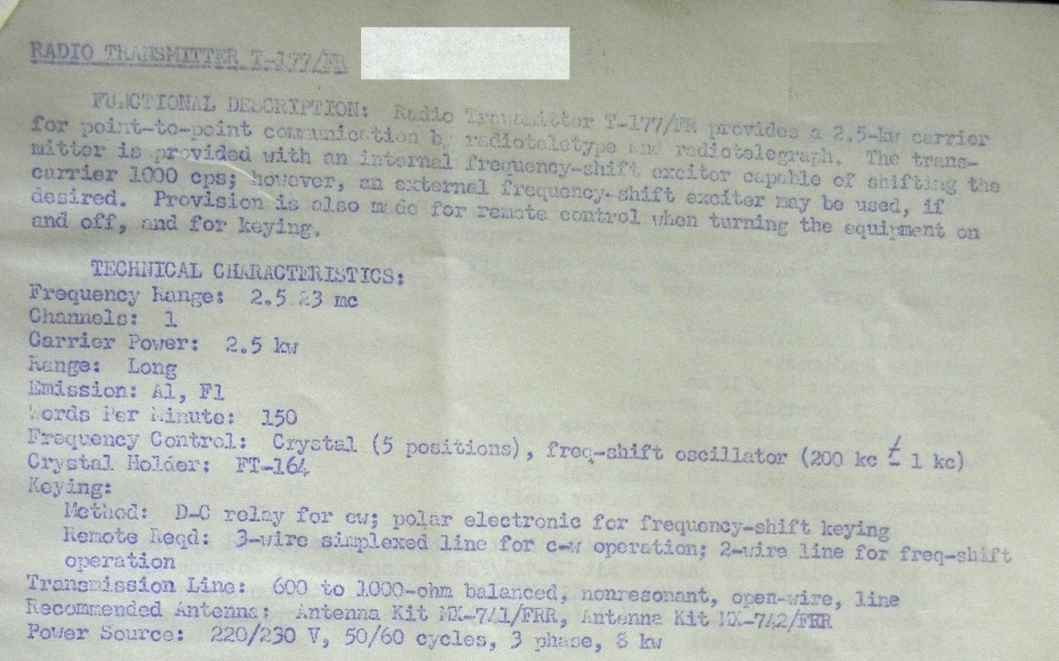 RADIO TRANSMITTER T-177/FR
FUNCTIONAL DESCRIPTION: Radio Transmitter T-177/FR provides a 2.5-kw carrier
for point-to-point communication by radioteletype and radiotelegraph. The trans-
mitter is provided with an internal frequency-shift exciter capable of shifting the
carrier 1000 cps; however, an external frequency-shift exciter may be used, if
desired. Provision is also made for remote control when turning the equipment on
and off, and for keying.
TECHNICAL CHARACTERISTICS:
Frequency Range: 2.5 23 mc
Channels: 1
Carrier Power: 2.5 kw
Range: Long
Emission: A1, F1
Words Per Minute: 150
Frequency Control: Crystal (5 positions), freq-shift oscillator (200 kc ± 1 kc)
Crystal Holder: FT-164
Keying:
Method: D-C relay for cw; polar electronic for frequency-shift keying
Remote Reqd: 3-wire simplexed line for c-w operation; 2-wire line for freq-shift
operation
Transmission Line: 600 to 1000-ohm balanced, nonresonant, open-wire, line
Recommended Antenna: Antenna Kit MX-741/FRR, Antenna Kit MX-742/FRR
Power Source: 220/230 V, 50/60 cycles, 3 phase, 8 kw